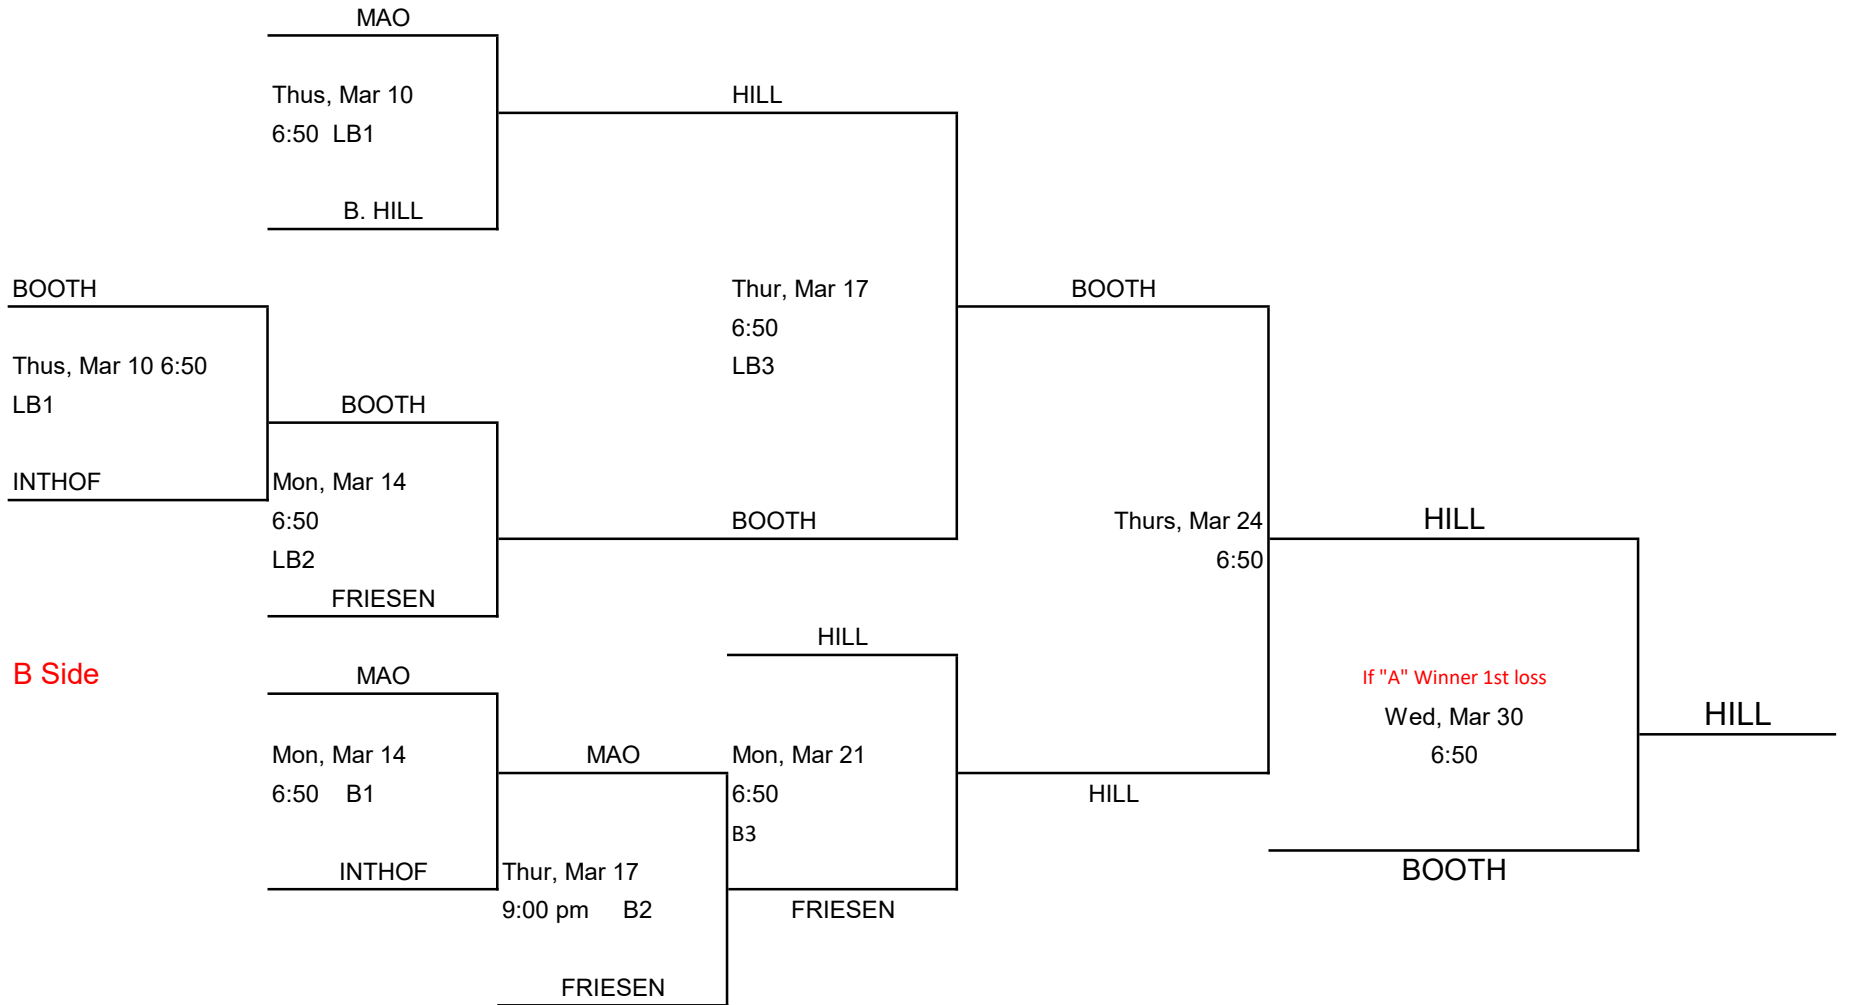 MAO
Thus, Mar 10
6:50 LB1
HILL
B. HILL
BOOTH
Thus, Mar 10 6:50
LB1
INTHOF
BOOTH
Mon, Mar 14
6:50
LB2
FRIESEN
Thur, Mar 17
6:50
LB3
BOOTH
BOOTH
Thurs, Mar 24
6:50
HILL
B Side
MAO
Mon, Mar 14
6:50 B1
INTHOF
MAO
Thur, Mar 17
9:00 pm B2
FRIESEN
HILL
Mon, Mar 21
6:50
B3
FRIESEN
HILL
If "A" Winner 1st loss
Wed, Mar 30
6:50
BOOTH
HILL